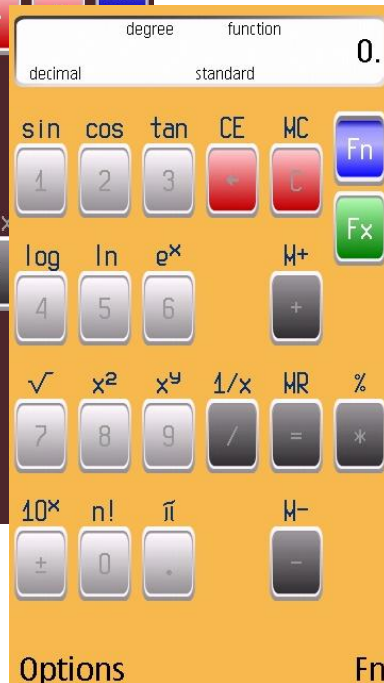 degree function
0.
decimal standard
sin cos tan CE MC
Fn
1 2 3 ← C
Fx
log ln eˣ M+
4 5 6 +
√ x² xʸ 1/x MR %
7 8 9 / = *
10ˣ n! π M-
± 0 . -
Options Fn